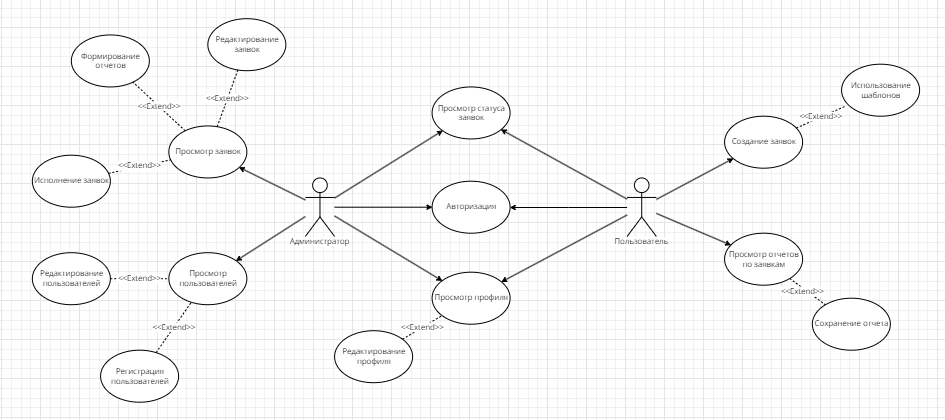 Редактирование
заявок
Формирование
отчетов
<<Extend>>
<<Extend>>
Просмотр заявок
<<Extend>>
Исполнение заявок
Просмотр статуса
заявок
Использование
шаблонов
<<Extend>>
Создание заявок
Авторизация
Администратор
Пользователь
Просмотр
пользователей
<<Extend>>
Редактирование
пользователей
<<Extend>>
Регистрация
пользователей
Просмотр профиля
<<Extend>>
Редактирование
профиля
Просмотр отчетов
по заявкам
<<Extend>>
Сохранение отчета